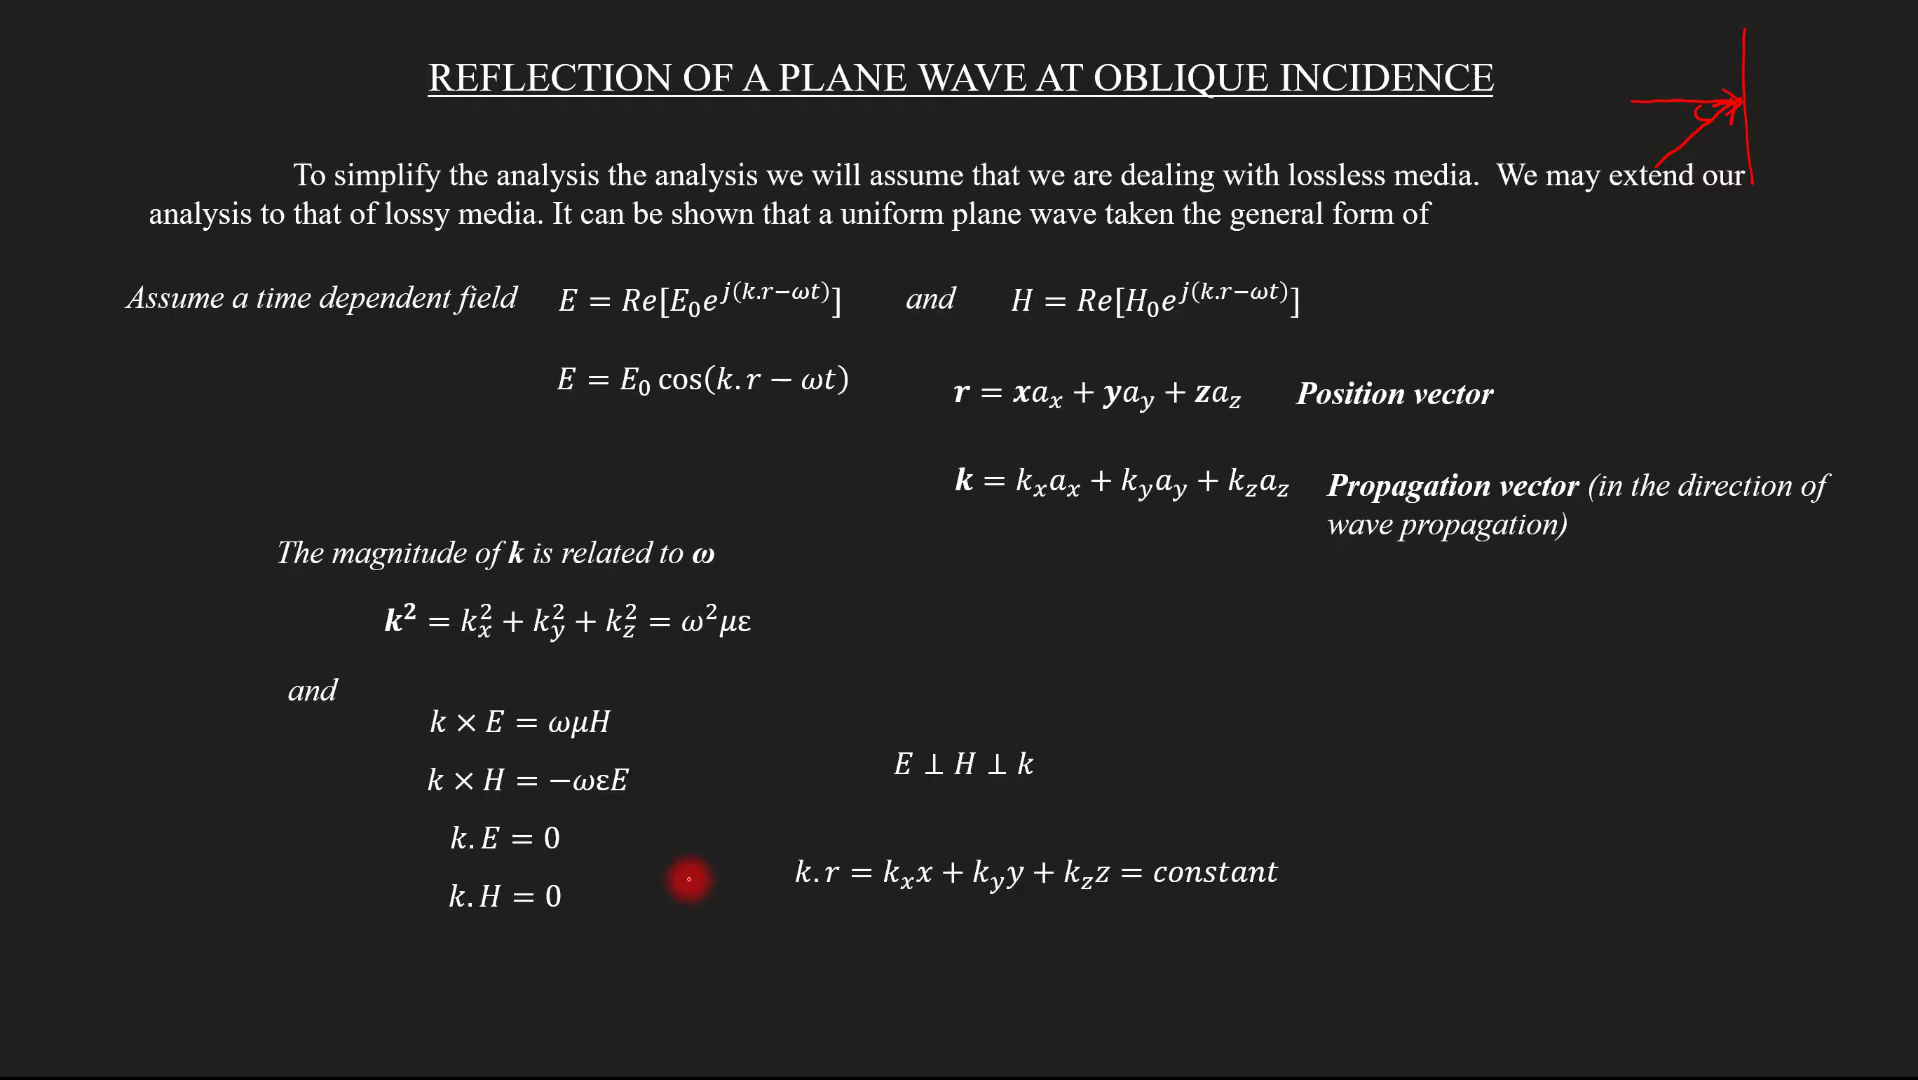 REFLECTION OF A PLANE WAVE AT OBLIQUE INCIDENCE
To simplify the analysis the analysis we will assume that we are dealing with lossless media. We may extend our
analysis to that of lossy media. It can be shown that a uniform plane wave taken the general form of
Assume a time dependent field E = Re[E₀e^{j(k.r−ωt)}] and H = Re[H₀e^{j(k.r−ωt)}]
E = E₀ cos(k. r − ωt)
r = xaₓ + ya_y + za_z Position vector
k = kₓaₓ + k_ya_y + k_za_z Propagation vector (in the direction of
wave propagation)
The magnitude of k is related to ω
k² = kₓ² + k_y² + k_z² = ω²με
and
k × E = ωμH
k × H = −ωεE
E ⊥ H ⊥ k
k. E = 0
k. r = kₓx + k_yy + k_zz = constant
k. H = 0